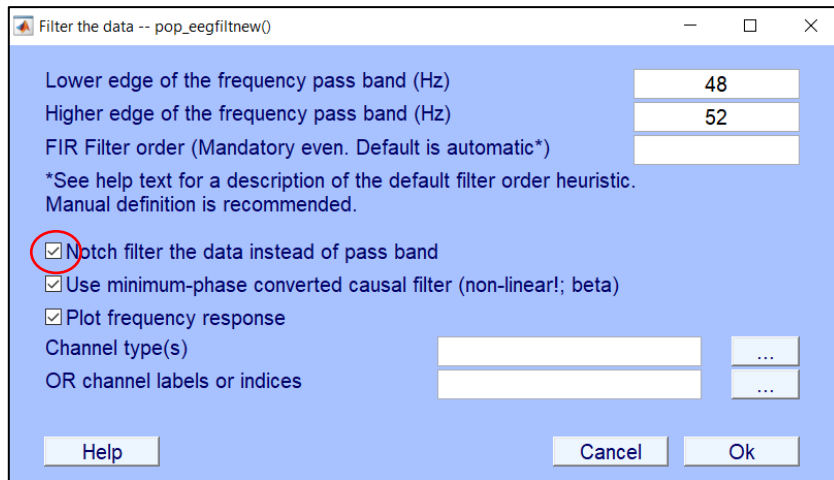 Filter the data -- pop_eegfiltnew()
Lower edge of the frequency pass band (Hz) 48
Higher edge of the frequency pass band (Hz) 52
FIR Filter order (Mandatory even. Default is automatic*)
*See help text for a description of the default filter order heuristic.
Manual definition is recommended.
Notch filter the data instead of pass band
Use minimum-phase converted causal filter (non-linear!; beta)
Plot frequency response
Channel type(s) ...
OR channel labels or indices ...
Help Cancel Ok